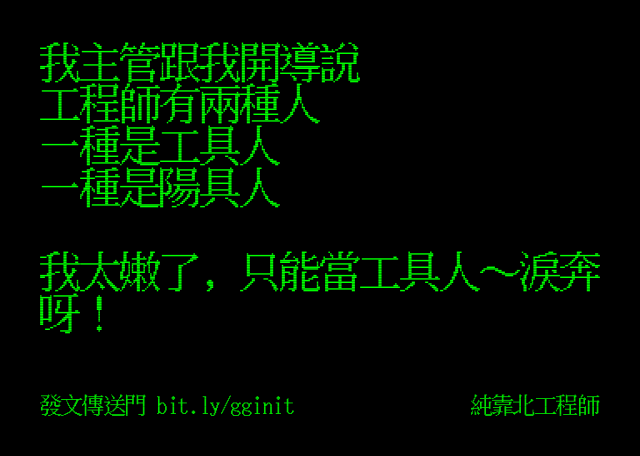 我主管跟我開導說
工程師有兩種人
一種是工具人
一種是陽具人
我太嫩了，只能當工具人～淚奔
呀！
發文傳送門 bit.ly/gginit
純靠北工程師